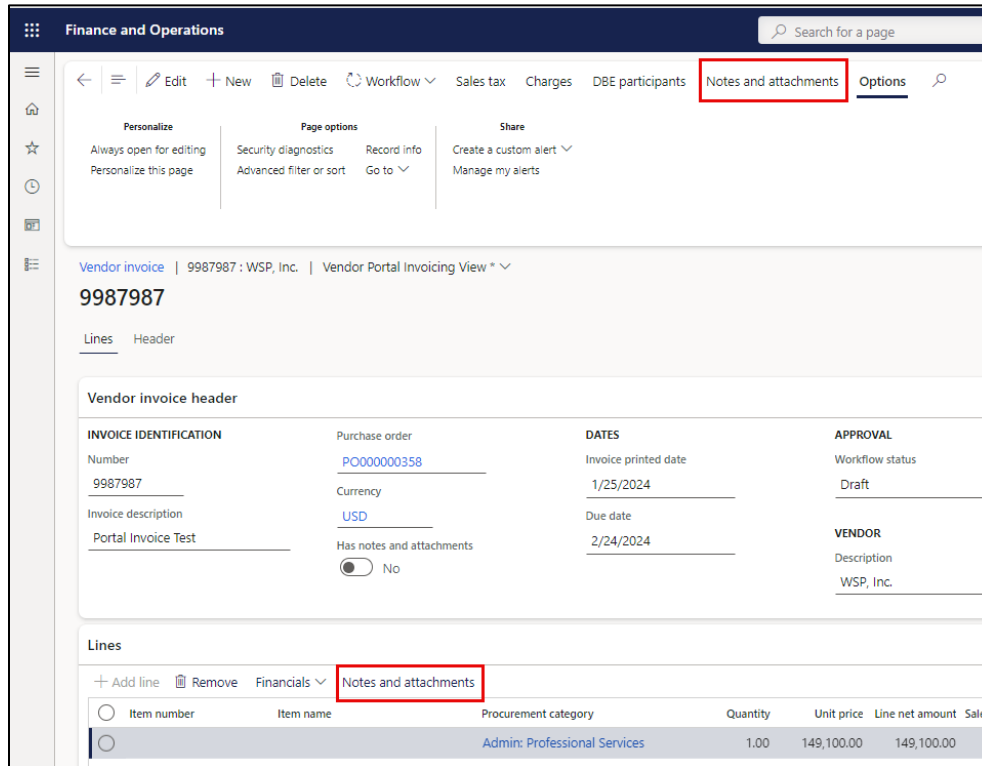 Finance and Operations
Search for a page
Edit New Delete Workflow Sales tax Charges DBE participants Notes and attachments Options
Personalize Page options Share
Always open for editing Security diagnostics Record info Create a custom alert
Personalize this page Advanced filter or sort Go to Manage my alerts
Vendor invoice | 9987987 : WSP, Inc. | Vendor Portal Invoicing View *
9987987
Lines Header
Vendor invoice header
INVOICE IDENTIFICATION
Number
9987987
Invoice description
Portal Invoice Test
Purchase order
PO000000358
Currency
USD
Has notes and attachments
No
DATES
Invoice printed date
1/25/2024
Due date
2/24/2024
APPROVAL
Workflow status
Draft
VENDOR
Description
WSP, Inc.
Lines
Add line Remove Financials Notes and attachments
Item number Item name Procurement category Quantity Unit price Line net amount Sale
Admin: Professional Services 1.00 149,100.00 149,100.00